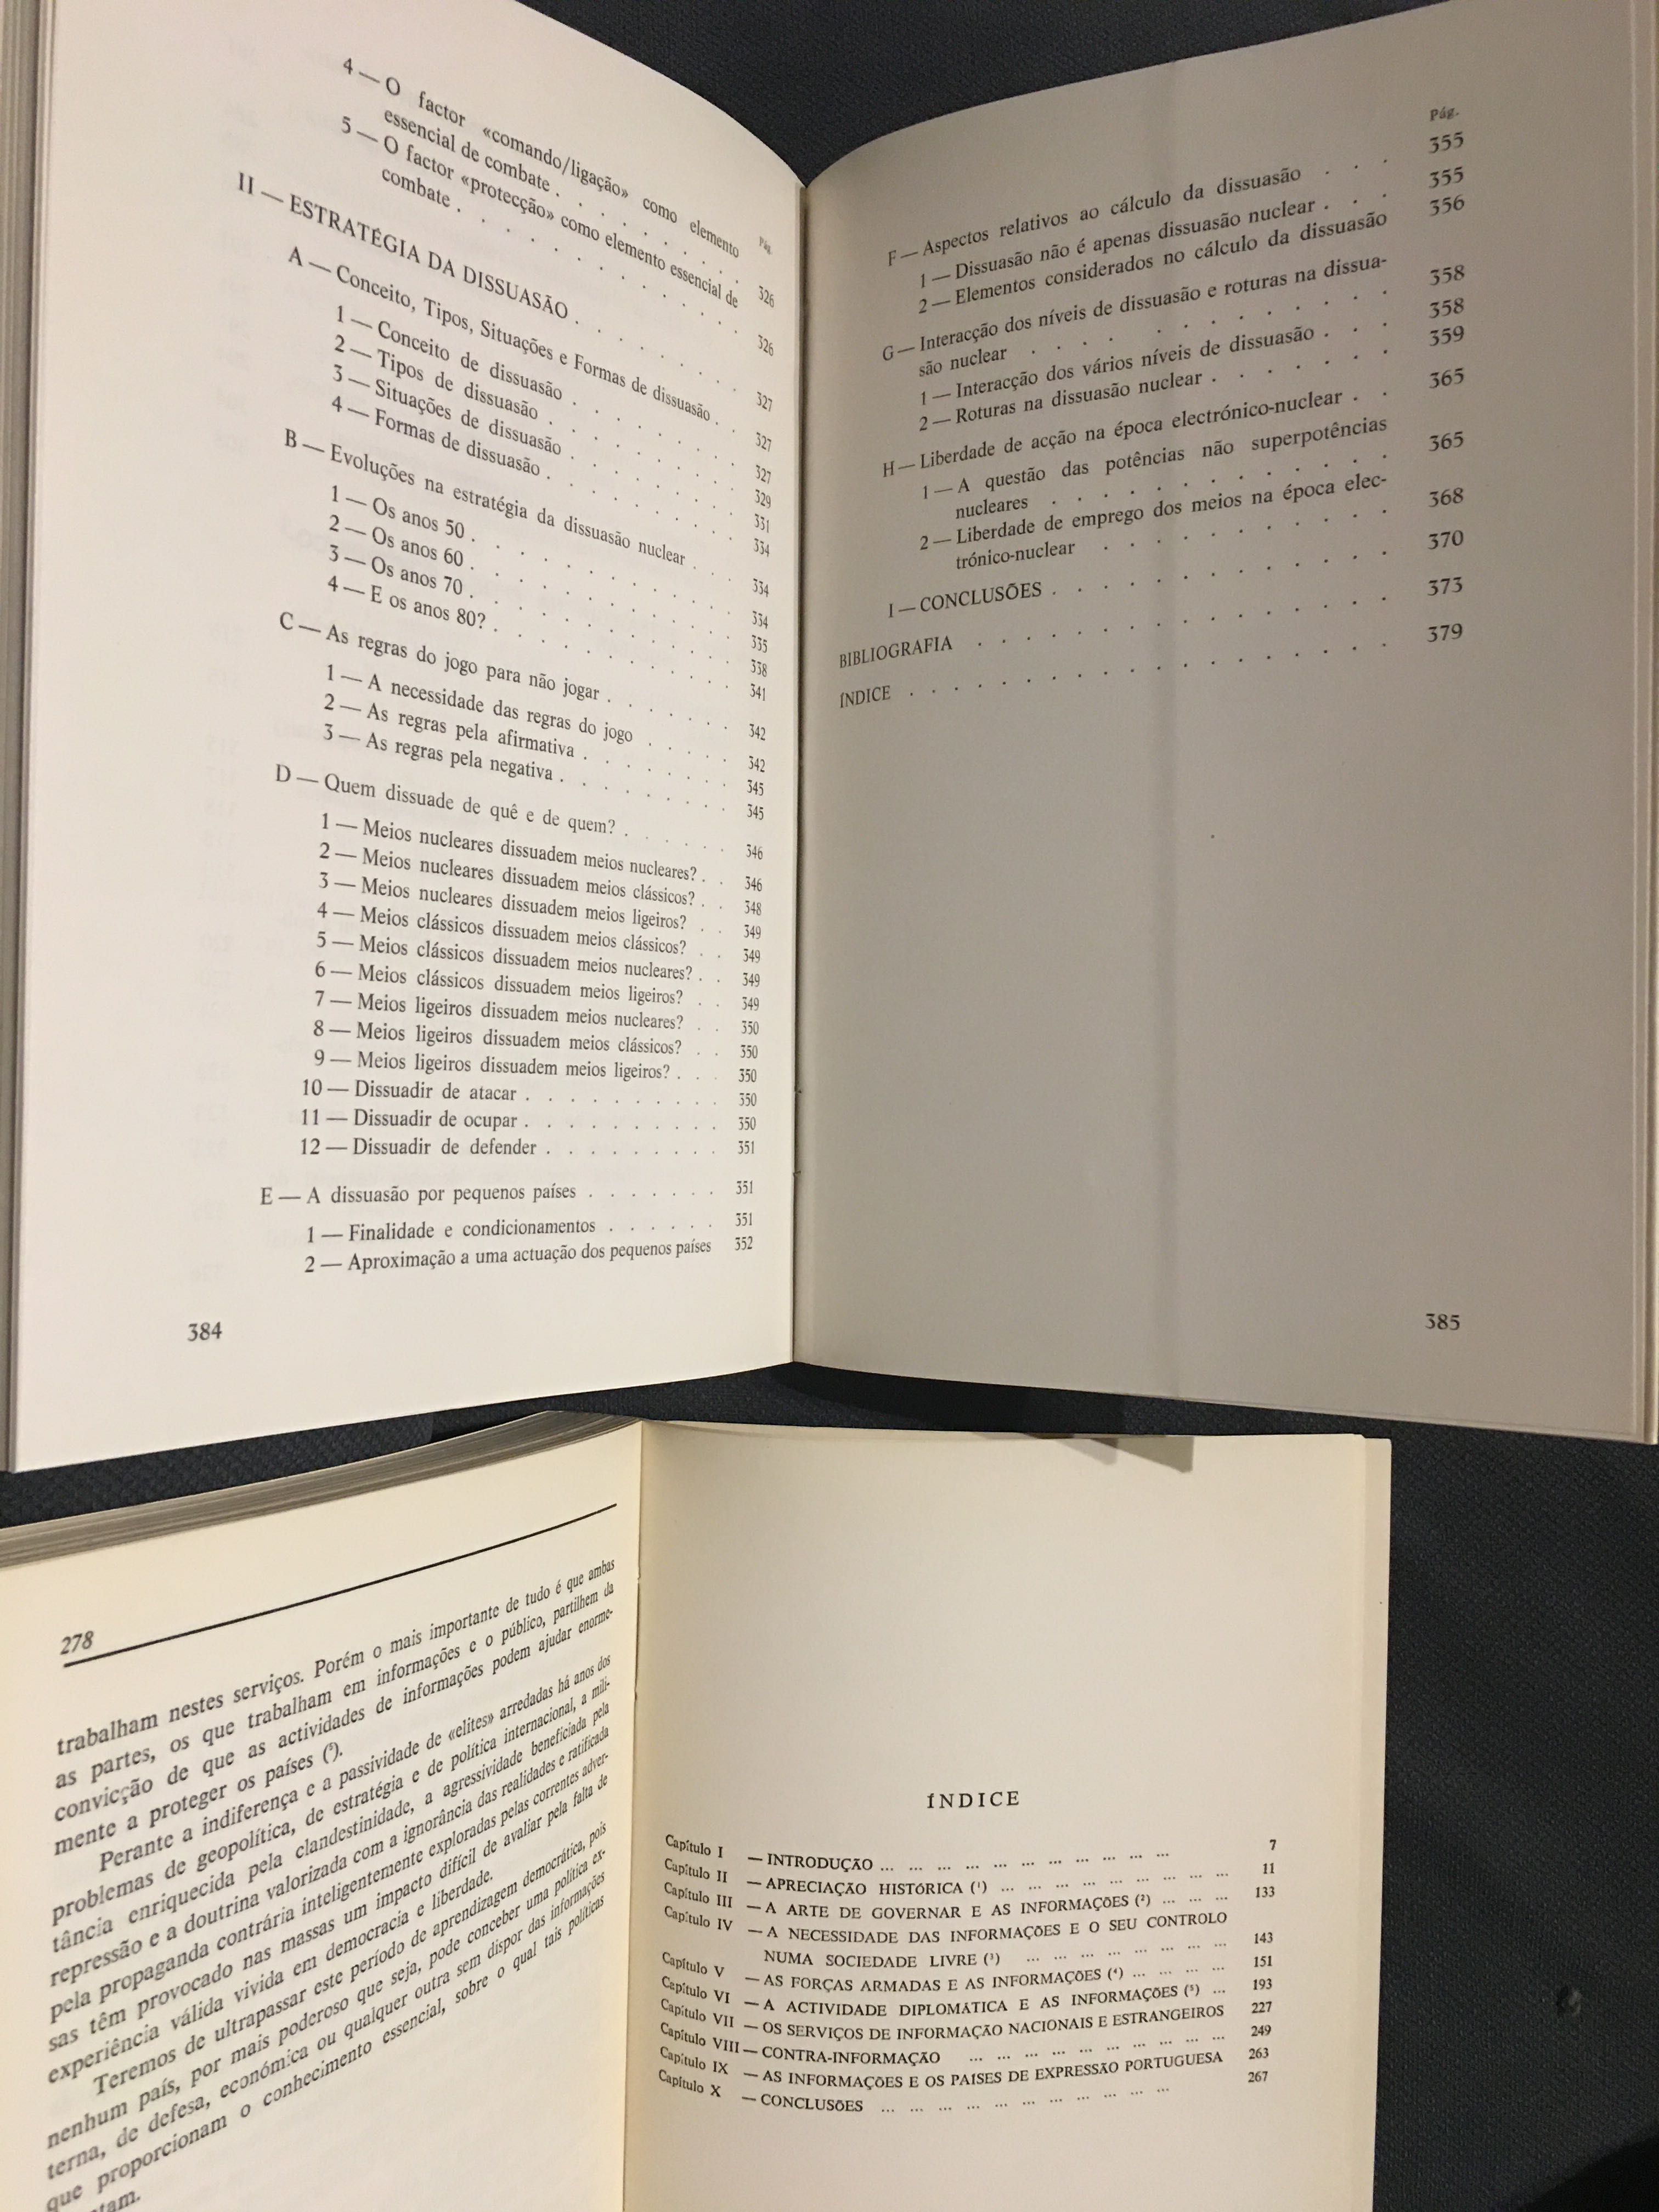 Pág.
4 — O factor «comando/ligação» como elemento
essencial de combate . . . . . . . 326
5 — O factor «protecção» como elemento essencial de
combate . . . . . . . . . . 326
II — ESTRATÉGIA DA DISSUASÃO . . . . . . . 327
A — Conceito, Tipos, Situações e Formas de dissuasão . . 327
1 — Conceito de dissuasão . . . . . . . 327
2 — Tipos de dissuasão . . . . . . . . 329
3 — Situações de dissuasão . . . . . . . 331
4 — Formas de dissuasão . . . . . . . . 334
B — Evoluções na estratégia da dissuasão nuclear . . . 334
1 — Os anos 50 . . . . . . . . . . 334
2 — Os anos 60 . . . . . . . . . . 335
3 — Os anos 70 . . . . . . . . . . 338
4 — E os anos 80? . . . . . . . . . 341
C — As regras do jogo para não jogar . . . . . . 342
1 — A necessidade das regras do jogo . . . . 342
2 — As regras pela afirmativa . . . . . . . 345
3 — As regras pela negativa . . . . . . . . 345
D — Quem dissuade de quê e de quem? . . . . . 346
1 — Meios nucleares dissuadem meios nucleares? . . 346
2 — Meios nucleares dissuadem meios clássicos? . . 348
3 — Meios nucleares dissuadem meios ligeiros? . . 349
4 — Meios clássicos dissuadem meios clássicos? . . 349
5 — Meios clássicos dissuadem meios nucleares? . . 349
6 — Meios clássicos dissuadem meios ligeiros? . . 349
7 — Meios ligeiros dissuadem meios nucleares? . . 350
8 — Meios ligeiros dissuadem meios clássicos? . . 350
9 — Meios ligeiros dissuadem meios ligeiros? . . . 350
10 — Dissuadir de atacar . . . . . . . . . 350
11 — Dissuadir de ocupar . . . . . . . . . 350
12 — Dissuadir de defender . . . . . . . . 351
E — A dissuasão por pequenos países . . . . . . . 351
1 — Finalidade e condicionamentos . . . . . . 351
2 — Aproximação a uma actuação dos pequenos países 352
384
Pág.
F — Aspectos relativos ao cálculo da dissuasão . . . 355
1 — Dissuasão não é apenas dissuasão nuclear . . . 355
2 — Elementos considerados no cálculo da dissuasão 356
G — Interacção dos níveis de dissuasão e roturas na dissua-
são nuclear . . . . . . . . . . 358
1 — Interacção dos vários níveis de dissuasão . . . 358
2 — Roturas na dissuasão nuclear . . . . . . 359
H — Liberdade de acção na época electrónico-nuclear . . 365
1 — A questão das potências não superpotências
nucleares . . . . . . . . . . 365
2 — Liberdade de emprego dos meios na época elec-
trónico-nuclear . . . . . . . . . 368
I — CONCLUSÕES . . . . . . . . . . . . 370
BIBLIOGRAFIA . . . . . . . . . . . . . . 373
ÍNDICE . . . . . . . . . . . . . . . . 379
385
278
trabalham nestes serviços. Porém o mais importante de tudo é que ambas
as partes, os que trabalham em informações e o público, partilhem da
convicção de que as actividades de informações podem ajudar enorme-
mente a proteger os países (⁵).
Perante a indiferença e a passividade de «elites» arredadas há anos dos
problemas de geopolítica, de estratégia e de política internacional, a mili-
tância enriquecida pela clandestinidade, a agressividade beneficiada pela
repressão e a doutrina valorizada com a ignorância das realidades e ratificada
pela propaganda contrária inteligentemente exploradas pelas correntes adver-
sas têm provocado nas massas um impacto difícil de avaliar pela falta de
experiência válida vivida em democracia e liberdade.
Teremos de ultrapassar este período de aprendizagem democrática, pois
nenhum país, por mais poderoso que seja, pode conceber uma política ex-
terna, de defesa, económica ou qualquer outra sem dispor das informações
que proporcionam o conhecimento essencial, sobre o qual tais políticas
ÍNDICE
Capítulo I — INTRODUÇÃO ... ... ... ... ... ... ... ... ... ... ... 7
Capítulo II — APRECIAÇÃO HISTÓRICA (¹) ... ... ... ... ... ... ... ... ... 11
Capítulo III — A ARTE DE GOVERNAR E AS INFORMAÇÕES (²) ... ... ... 133
Capítulo IV — A NECESSIDADE DAS INFORMAÇÕES E O SEU CONTROLO
NUMA SOCIEDADE LIVRE (³) ... ... ... ... ... ... ... ... 143
Capítulo V — AS FORÇAS ARMADAS E AS INFORMAÇÕES (⁴) ... ... ... ... 151
Capítulo VI — A ACTIVIDADE DIPLOMÁTICA E AS INFORMAÇÕES (⁵) ... 193
Capítulo VII — OS SERVIÇOS DE INFORMAÇÃO NACIONAIS E ESTRANGEIROS 227
Capítulo VIII — CONTRA-INFORMAÇÃO ... ... ... ... ... ... ... ... ... ... 249
Capítulo IX — AS INFORMAÇÕES E OS PAÍSES DE EXPRESSÃO PORTUGUESA 263
Capítulo X — CONCLUSÕES ... ... ... ... ... ... ... ... ... ... ... 267